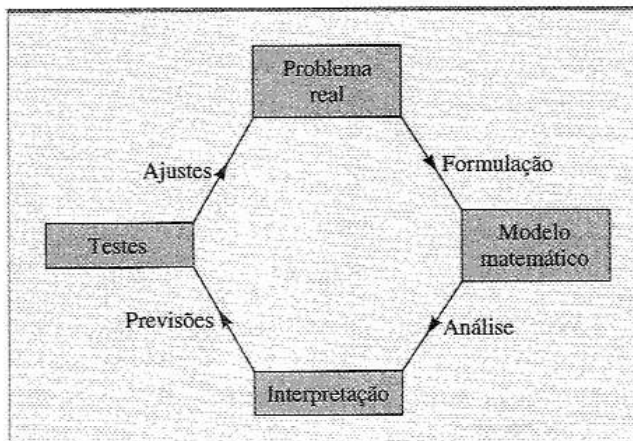 Problema
real
Ajustes
Formulação
Testes
Modelo
matemático
Previsões
Análise
Interpretação